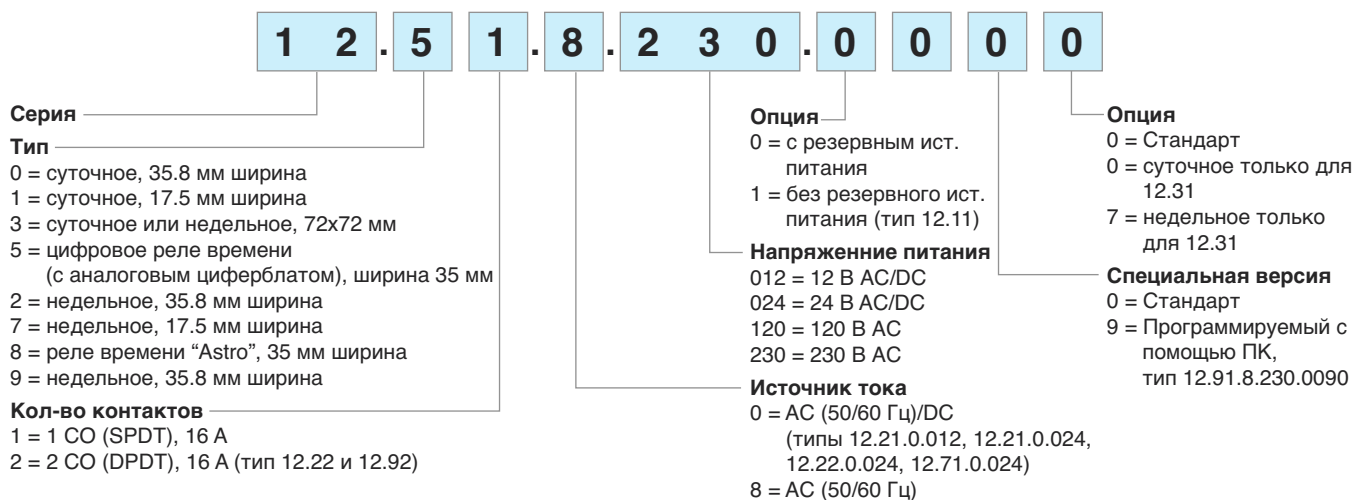 1 2 . 5 1 . 8 . 2 3 0 . 0 0 0 0
Серия
Тип
0 = суточное, 35.8 мм ширина
1 = суточное, 17.5 мм ширина
3 = суточное или недельное, 72x72 мм
5 = цифровое реле времени
(с аналоговым циферблатом), ширина 35 мм
2 = недельное, 35.8 мм ширина
7 = недельное, 17.5 мм ширина
8 = реле времени “Astro”, 35 мм ширина
9 = недельное, 35.8 мм ширина
Кол-во контактов
1 = 1 CO (SPDT), 16 A
2 = 2 CO (DPDT), 16 A (тип 12.22 и 12.92)
Опция
0 = с резервным ист.
питания
1 = без резервного ист.
питания (тип 12.11)
Напряженние питания
012 = 12 В AC/DC
024 = 24 В AC/DC
120 = 120 В AC
230 = 230 В AC
Источник тока
0 = AC (50/60 Гц)/DC
(типы 12.21.0.012, 12.21.0.024,
12.22.0.024, 12.71.0.024)
8 = AC (50/60 Гц)
Опция
0 = Стандарт
0 = суточное только для
12.31
7 = недельное только
для 12.31
Специальная версия
0 = Стандарт
9 = Программируемый с
помощью ПК,
тип 12.91.8.230.0090